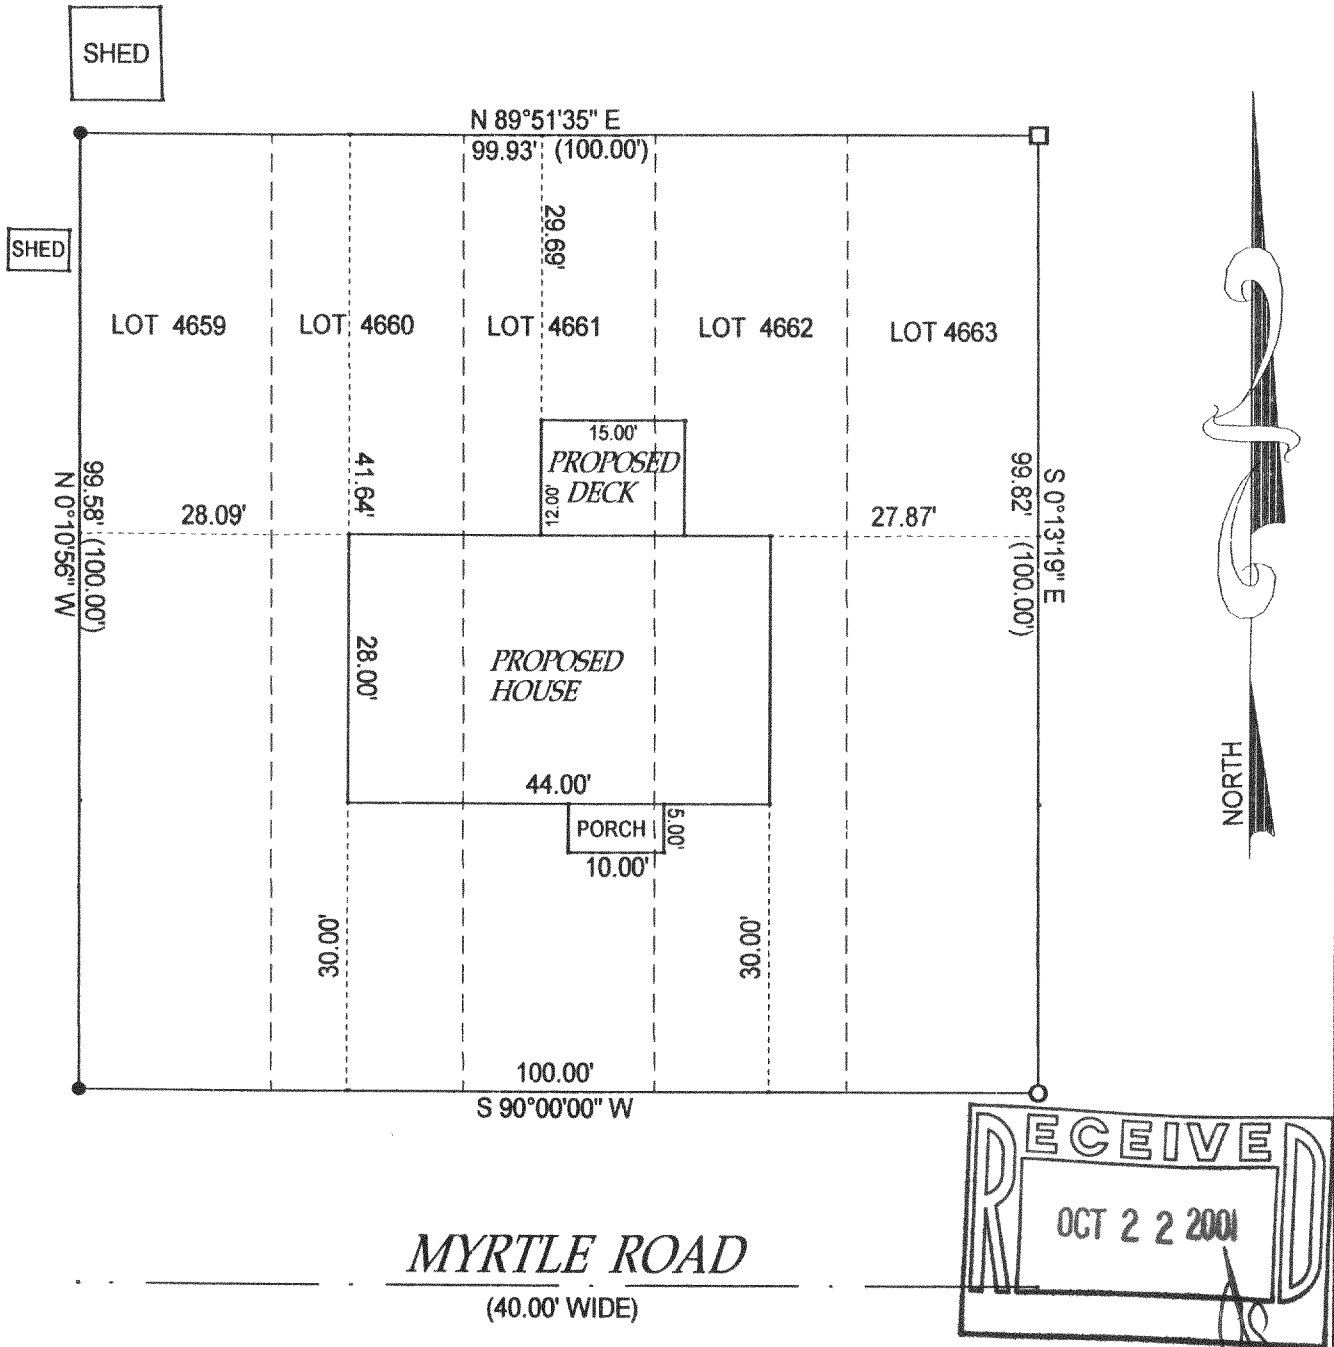 SHED
N 89°51'35" E
99.93' (100.00')
SHED
29.69'
LOT 4659
LOT 4660
LOT 4661
LOT 4662
LOT 4663
15.00'
PROPOSED
DECK
12.00'
41.64'
28.09'
27.87'
99.58' (100.00')
N 0°10'56" W
99.82' (100.00')
S 0°13'19" E
28.00'
PROPOSED
HOUSE
44.00'
PORCH
5.00'
10.00'
30.00'
30.00'
NORTH
100.00'
S 90°00'00" W
RECEIVED
OCT 22 2001
MYRTLE ROAD
(40.00' WIDE)